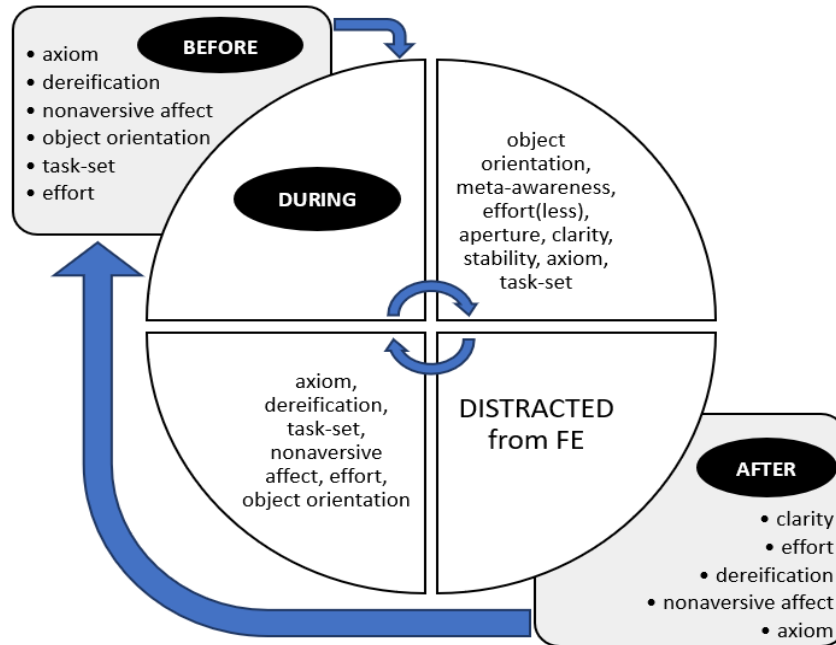 BEFORE
• axiom
• dereification
• nonaversive affect
• object orientation
• task-set
• effort
DURING
object
orientation,
meta-awareness,
effort(less),
aperture, clarity,
stability, axiom,
task-set
axiom,
dereification,
task-set,
nonaversive
affect, effort,
object orientation
DISTRACTED
from FE
AFTER
• clarity
• effort
• dereification
• nonaversive affect
• axiom